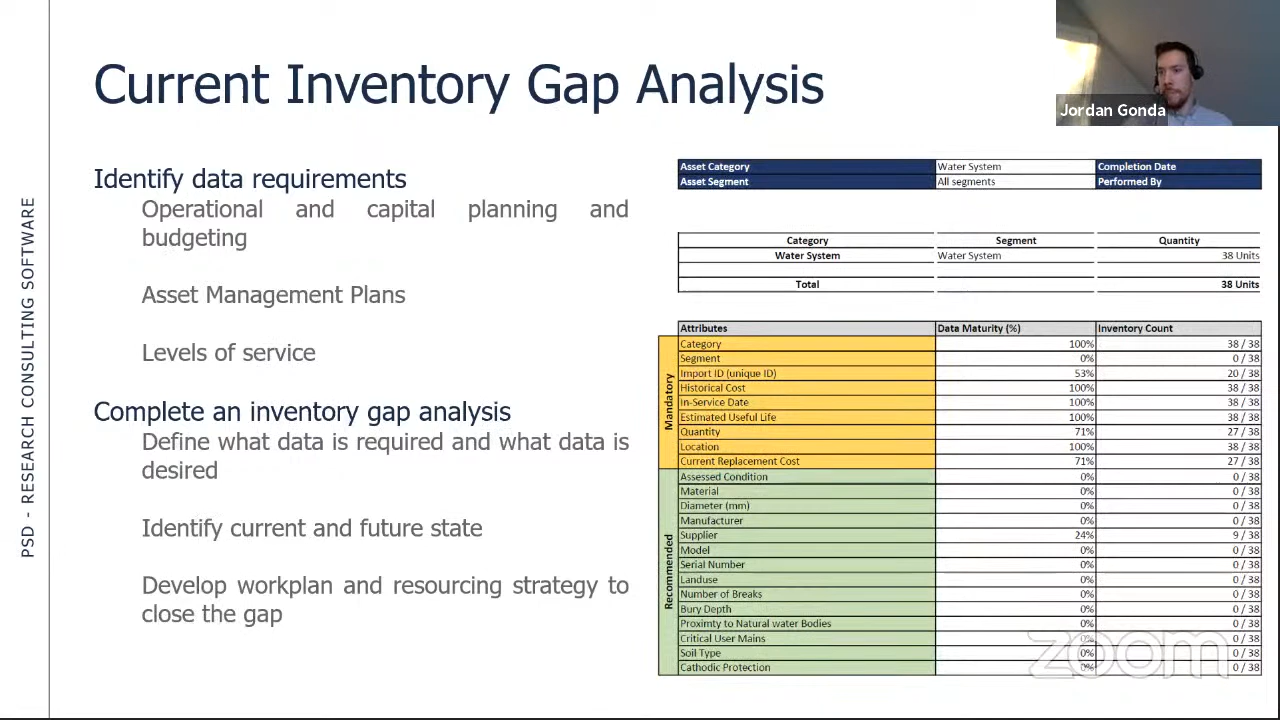 Current Inventory Gap Analysis
Jordan Gonda
PSD - RESEARCH CONSULTING SOFTWARE
Identify data requirements
Operational and capital planning and
budgeting
Asset Management Plans
Levels of service
Complete an inventory gap analysis
Define what data is required and what data is
desired
Identify current and future state
Develop workplan and resourcing strategy to
close the gap
Asset Category Water System Completion Date
Asset Segment All segments Performed By
Category Segment Quantity
Water System Water System 38 Units
Total 38 Units
Attributes Data Maturity (%) Inventory Count
Mandatory
Category 100% 38 / 38
Segment 0% 0 / 38
Import ID (unique ID) 53% 20 / 38
Historical Cost 100% 38 / 38
In-Service Date 100% 38 / 38
Estimated Useful Life 100% 38 / 38
Quantity 71% 27 / 38
Location 100% 38 / 38
Current Replacement Cost 71% 27 / 38
Recommended
Assessed Condition 0% 0 / 38
Material 0% 0 / 38
Diameter (mm) 0% 0 / 38
Manufacturer 0% 0 / 38
Supplier 24% 9 / 38
Model 0% 0 / 38
Serial Number 0% 0 / 38
Landuse 0% 0 / 38
Number of Breaks 0% 0 / 38
Bury Depth 0% 0 / 38
Proximty to Natural water Bodies 0% 0 / 38
Critical User Mains 0% 0 / 38
Soil Type 0% 0 / 38
Cathodic Protection 0% 0 / 38
zoom